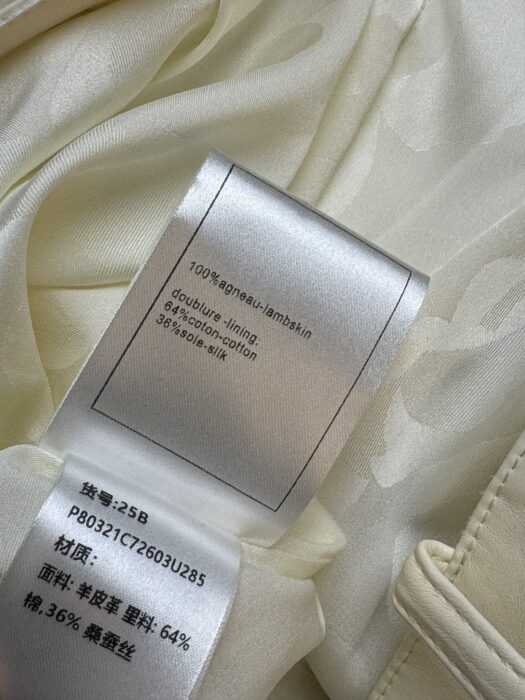 100%agneau-lambskin
doublure -lining.
64%coton-cotton
36%soie-silk
货号:25B
P80321C72603U285
材质:
面料: 羊皮革 里料: 64%
棉,36% 桑蚕丝